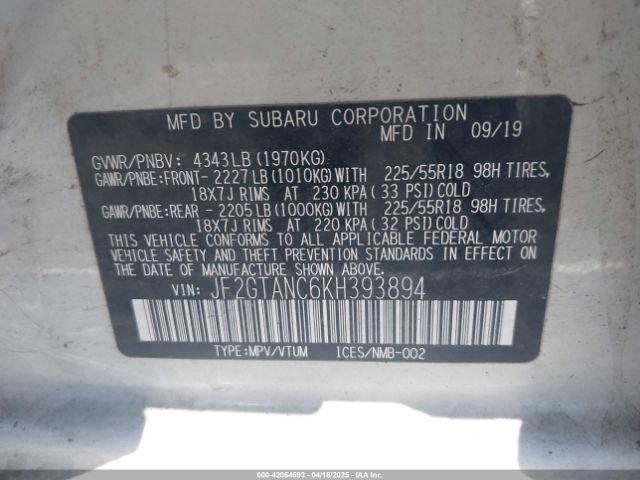 MFD BY SUBARU CORPORATION
MFD IN 09/19
GVWR/PNBV: 4343LB(1970KG)
GAWR/PNBE:FRONT- 2227LB(1010KG)WITH 225/55R18 98H TIRES,
18X7J RIMS AT 230 KPA( 33 PSI)COLD
GAWR/PNBE:REAR - 2205LB(1000KG)WITH 225/55R18 98H TIRES,
18X7J RIMS AT 220 KPA( 32 PSI)COLD
THIS VEHICLE CONFORMS TO ALL APPLICABLE FEDERAL MOTOR
VEHICLE SAFETY AND THEFT PREVENTION STANDARDS IN EFFECT
ON THE DATE OF MANUFACTURE SHOWN ABOVE.
VIN: JF2GTANC6KH393894
TYPE:MPV/VTUM ICES/NMB-002
000-42064693 - 04/18/2025 - IAAI.COM